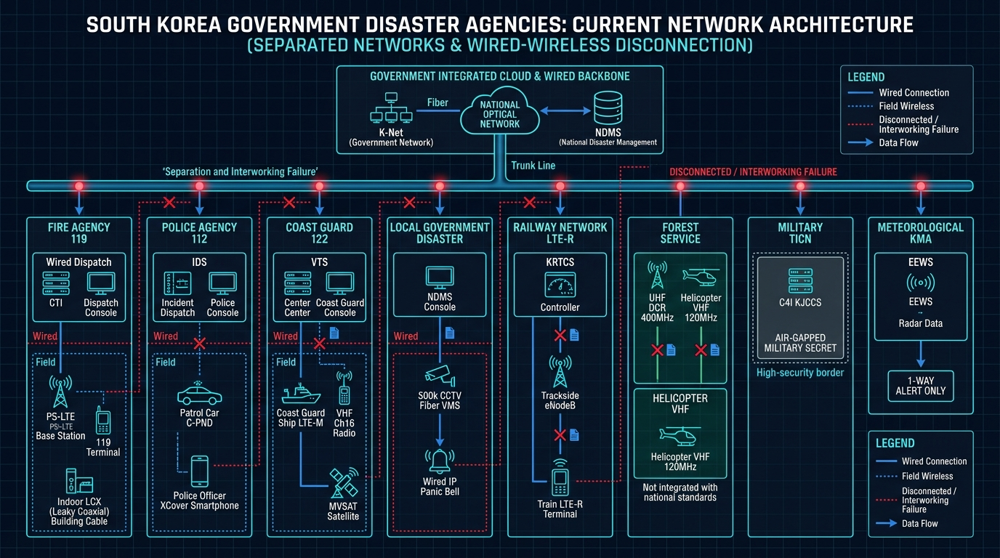 SOUTH KOREA GOVERNMENT DISASTER AGENCIES: CURRENT NETWORK ARCHITECTURE
(SEPARATED NETWORKS & WIRED-WIRELESS DISCONNECTION)
GOVERNMENT INTEGRATED CLOUD & WIRED BACKBONE
Fiber
NATIONAL
OPTICAL
NETWORK
K-Net
(Government Network)
NDMS
(National Disaster Management
LEGEND
Wired Connection
Field Wireless
Disconnected /
Interworking Failure
Data Flow
'Separation and Interworking Failure'
Trunk Line
DISCONNECTED / INTERWORKING FAILURE
FIRE AGENCY
119
Wired Dispatch
CTI
Dispatch
Console
Wired
Field
PS-LTE
PS-LTE
Base Station
119
Terminal
Indoor LCX
(Leaky Coaxial)
Building Cable
POLICE AGENCY
112
IDS
Incident
Dispatch
Police
Console
Wired
Field
Patrol Car
C-PND
Police Officer
XCover Smartphone
COAST GUARD
122
VTS
Center
Center
Coast Guard
Console
Wired
Field
Coast Guard
Ship LTE-M
VHF
Ch16
Radio
MVSAT
Satellite
LOCAL GOVERNMENT
DISASTER
NDMS
Console
Wired
S00k CCTV
Fiber VMS
Wired IP
Panic Bell
RAILWAY NETWORK
LTE-R
KRTCS
Controller
Trackside
eNodeB
Train LTE-R
Terminal
FOREST
SERVICE
UHF
DCR
400MHz
Helicopter
VHF
120MHz
HELICOPTER
VHF
Helicopter VHF
120MHz
Not integrated with
national standards
MILITARY
TICN
C4I KJCCS
AIR-GAPPED
MILITARY SECRET
High-security border
METEOROLOGICAL
KMA
EEWS
EEWS
Radar Data
1-WAY
ALERT ONLY
LEGEND
Wired Connection
Field Wireless
Disconnected /
Interworking
Failure
Data Flow